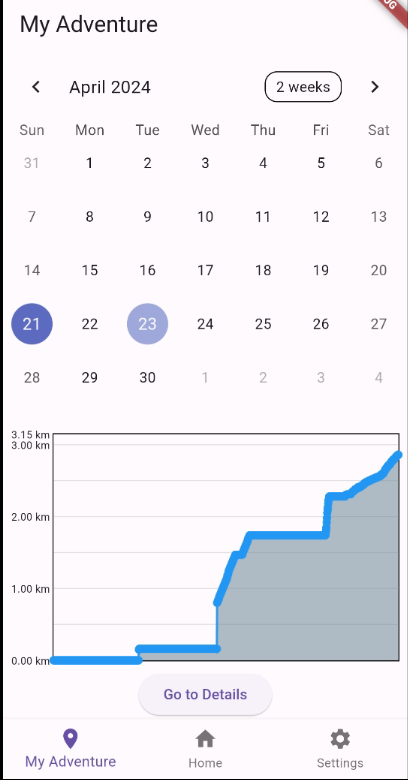 My Adventure
April 2024 2 weeks
Sun Mon Tue Wed Thu Fri Sat
31 1 2 3 4 5 6
7 8 9 10 11 12 13
14 15 16 17 18 19 20
21 22 23 24 25 26 27
28 29 30 1 2 3 4
3.15 km
3.00 km
2.00 km
1.00 km
0.00 km
Go to Details
My Adventure Home Settings